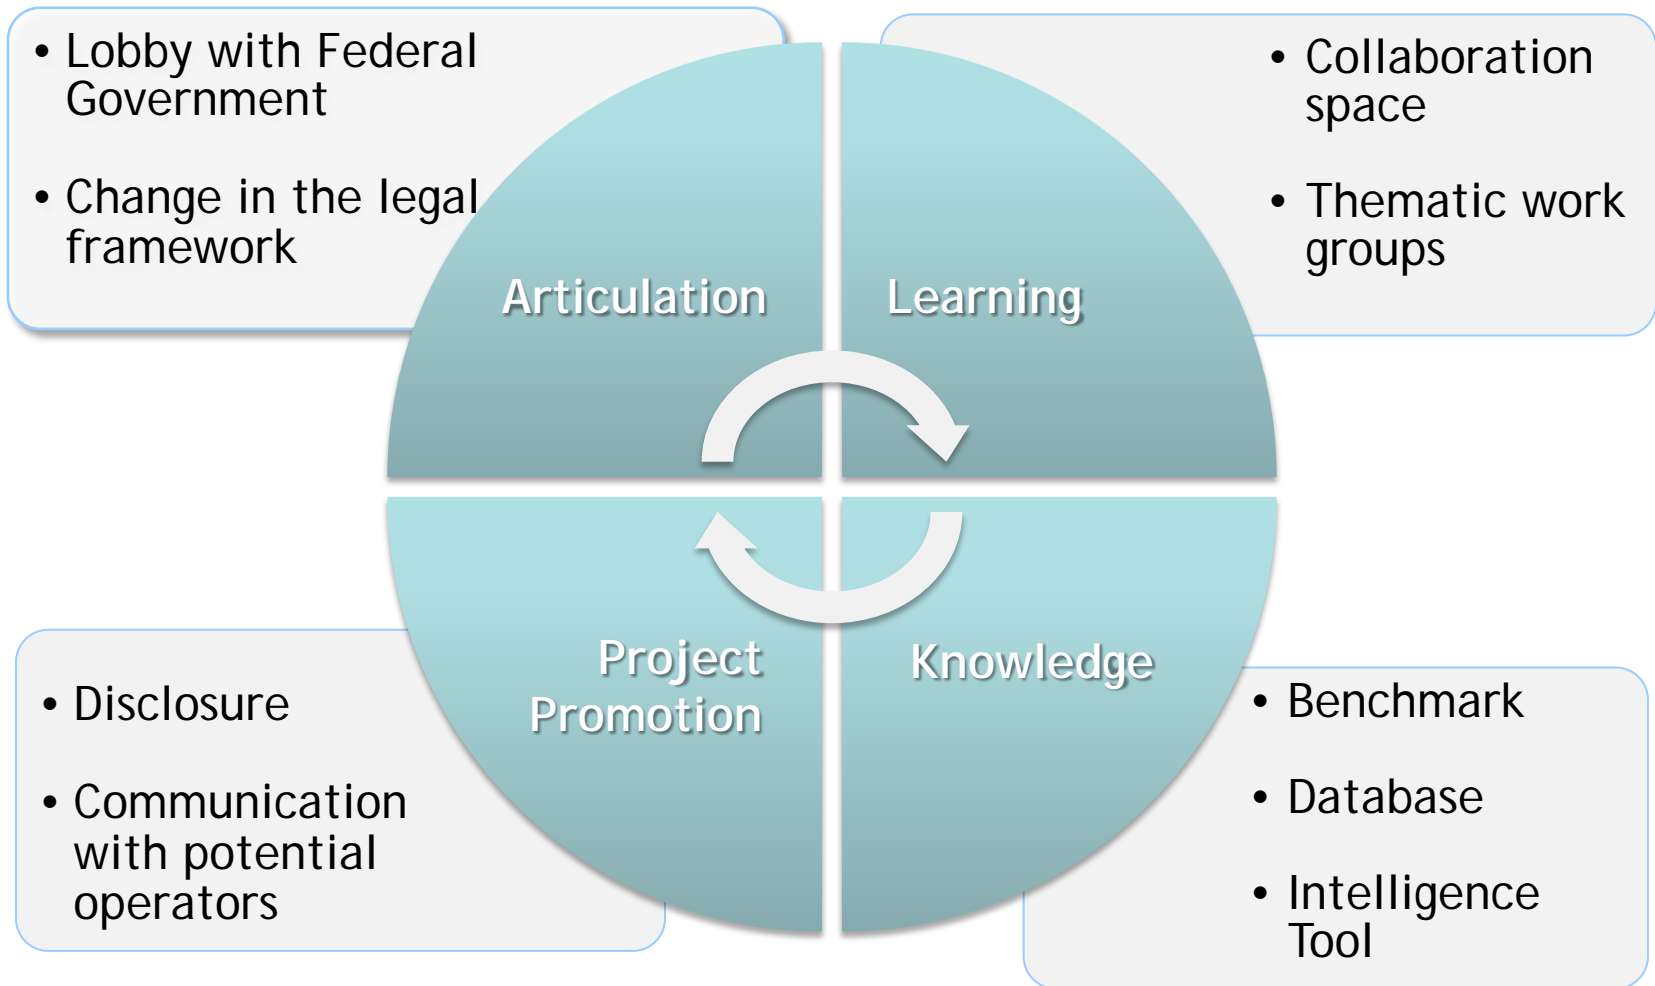 • Lobby with Federal
Government
• Change in the legal
framework
• Collaboration
space
• Thematic work
groups
Articulation
Learning
Project
Promotion
Knowledge
• Disclosure
• Communication
with potential
operators
• Benchmark
• Database
• Intelligence
Tool